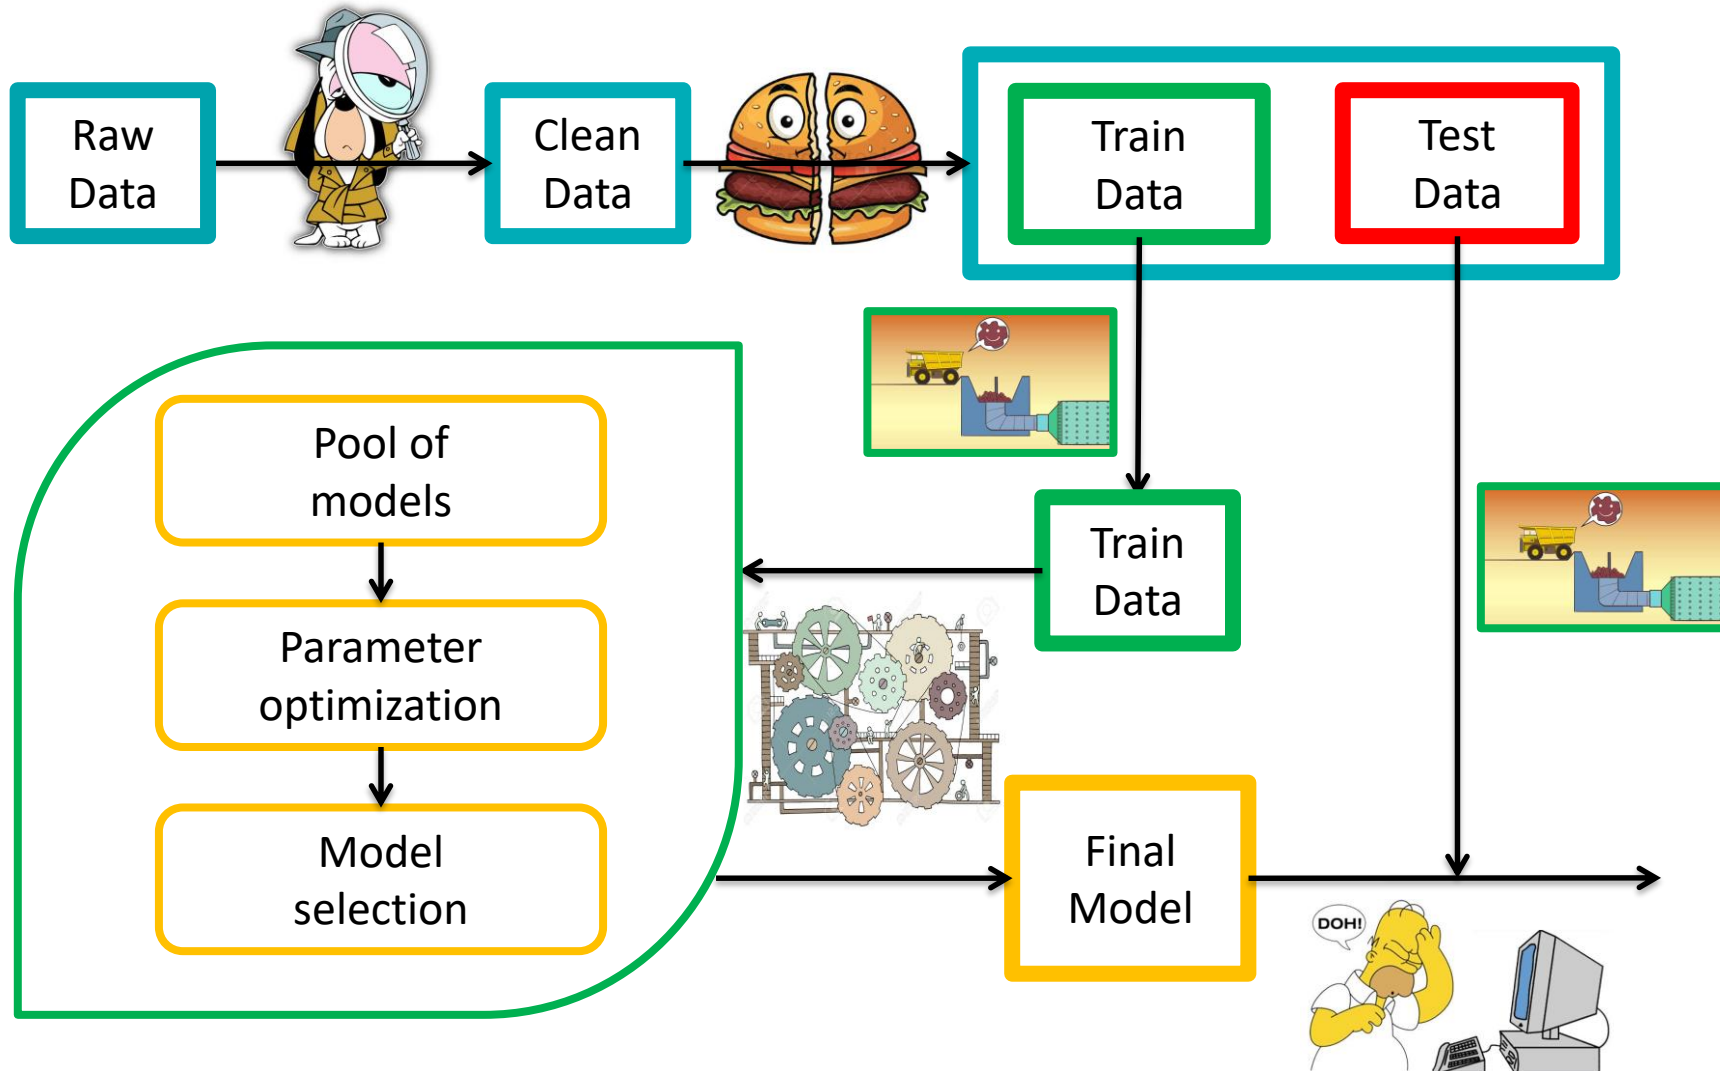 Raw
Data
Clean
Data
Train
Data
Test
Data
Pool of
models
Train
Data
Parameter
optimization
Model
selection
Final
Model
DOH!